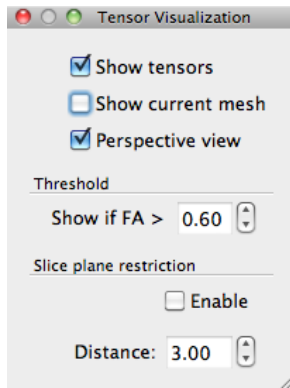 Tensor Visualization
Show tensors
Show current mesh
Perspective view
Threshold
Show if FA > 0.60
Slice plane restriction
Enable
Distance: 3.00